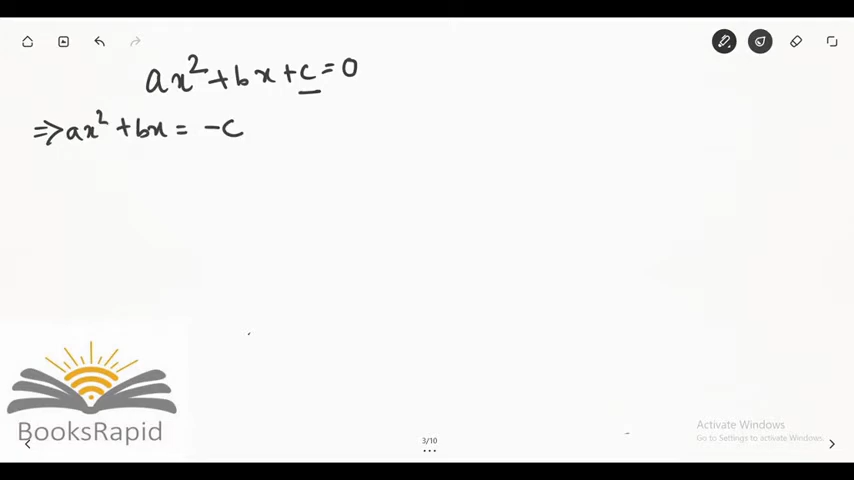 ax²+bx+c=0
⇒ax²+bx = -c
BooksRapid
3/10
Activate Windows
Go to Settings to activate Windows.